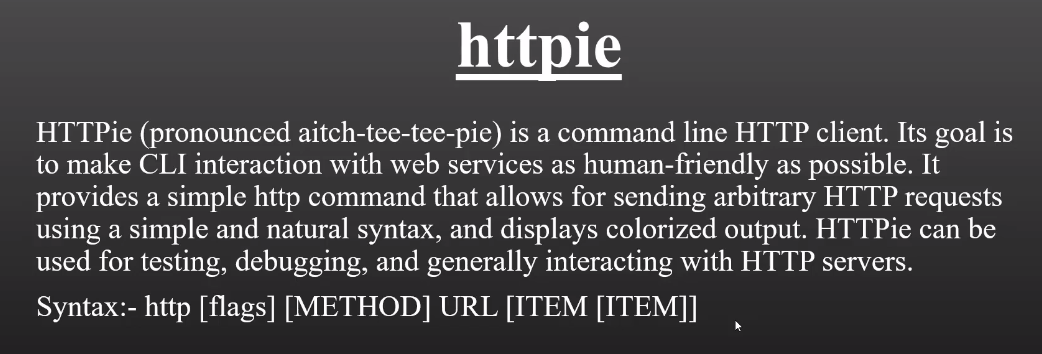 httpie
HTTPie (pronounced aitch-tee-tee-pie) is a command line HTTP client. Its goal is
to make CLI interaction with web services as human-friendly as possible. It
provides a simple http command that allows for sending arbitrary HTTP requests
using a simple and natural syntax, and displays colorized output. HTTPie can be
used for testing, debugging, and generally interacting with HTTP servers.
Syntax:- http [flags] [METHOD] URL [ITEM [ITEM]]